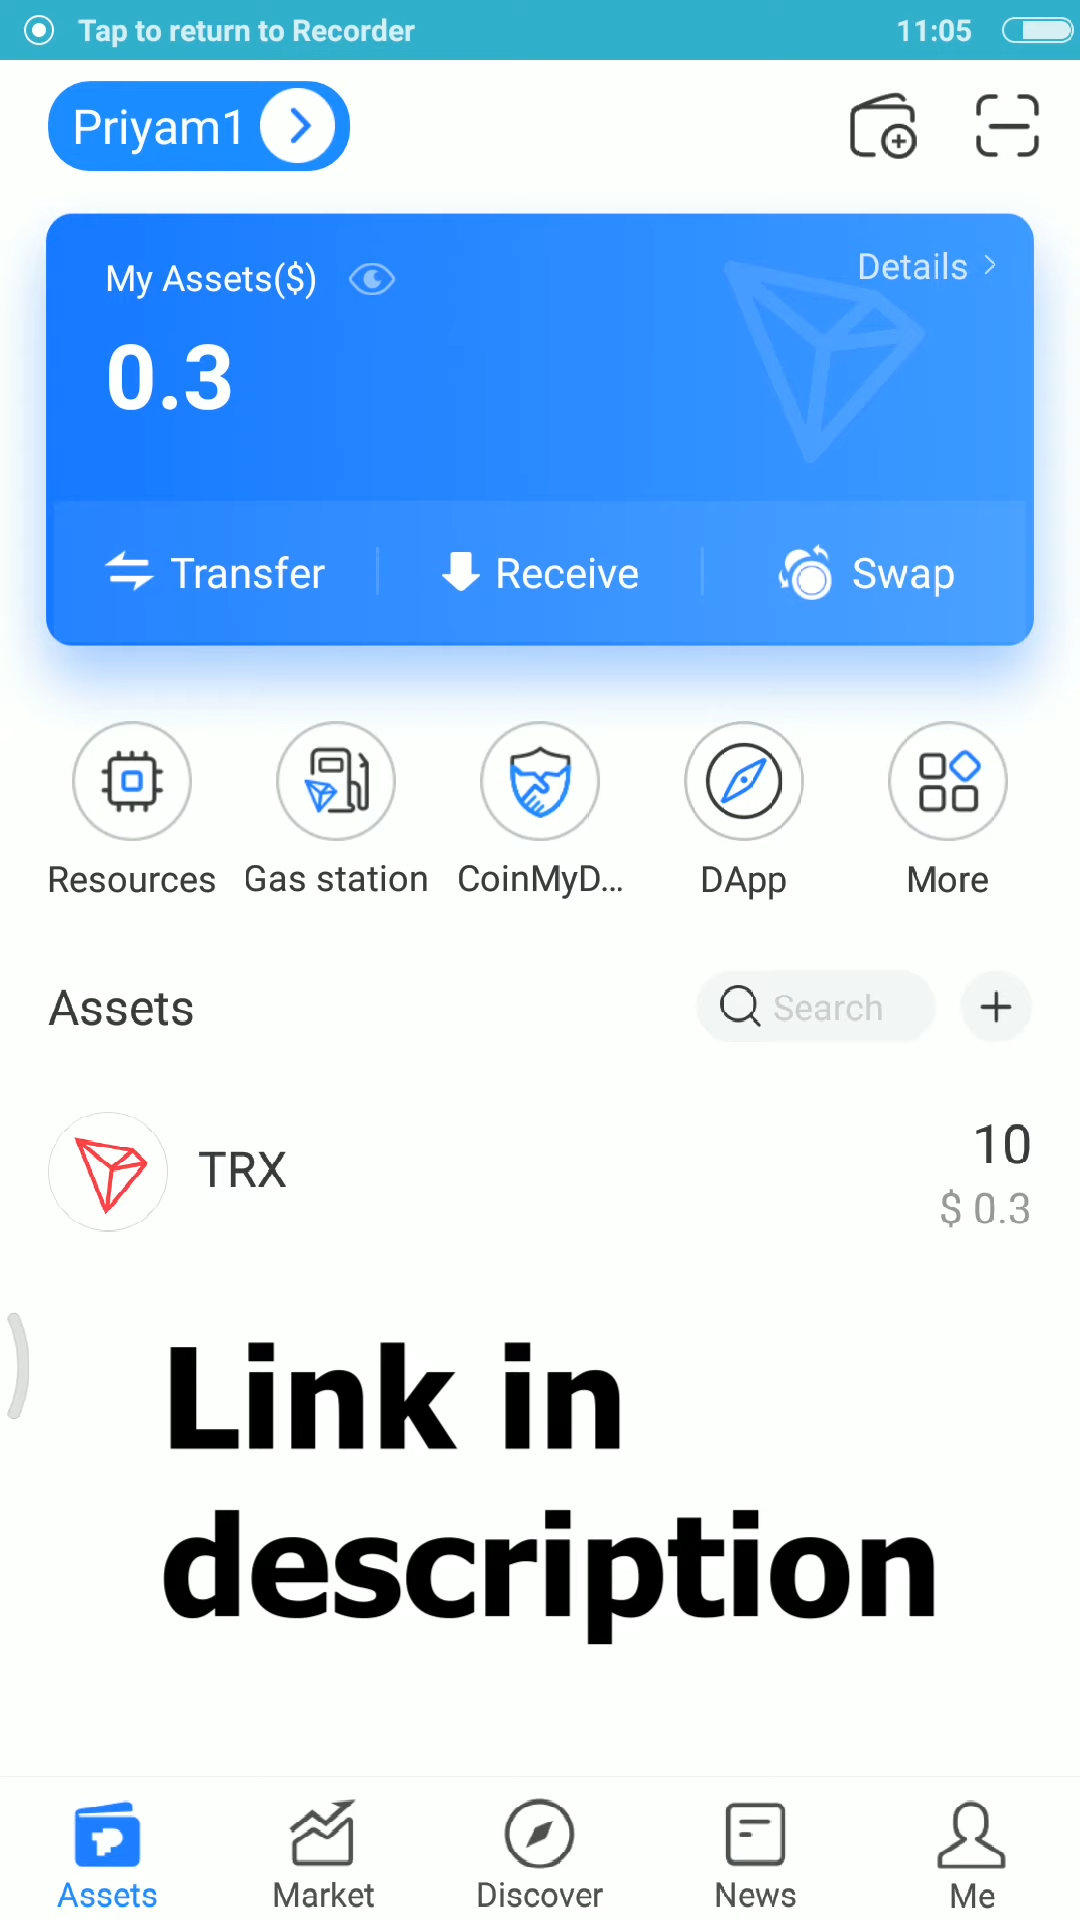 Tap to return to Recorder 11:05
Priyam1
My Assets($) Details
0.3
Transfer Receive Swap
Resources Gas station CoinMyD... DApp More
Assets Search
TRX 10
$ 0.3
Link in
description
Assets Market Discover News Me